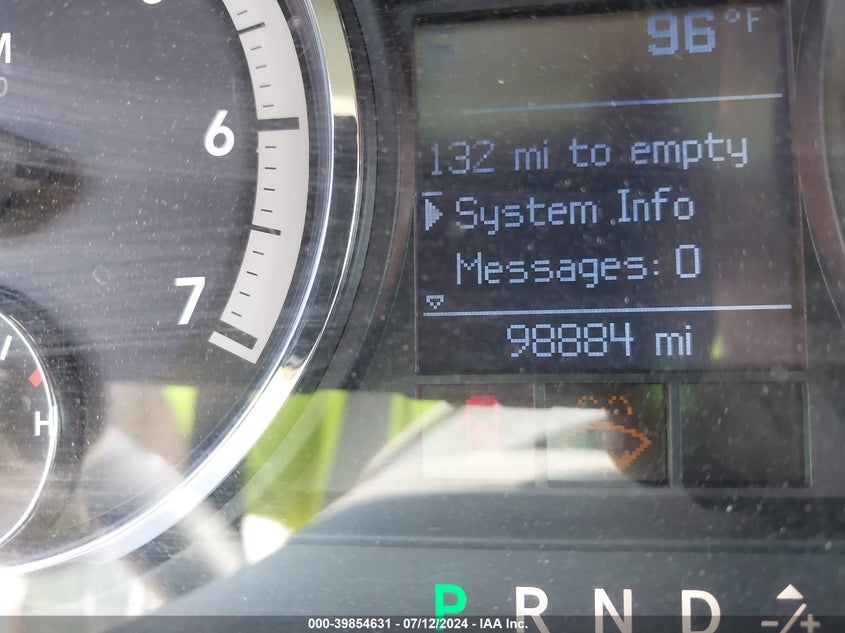 96°F
6
132 mi to empty
System Info
7
Messages: 0
98884 mi
H
P R N D -/+
000-39854631 - 07/12/2024 - IAA Inc.